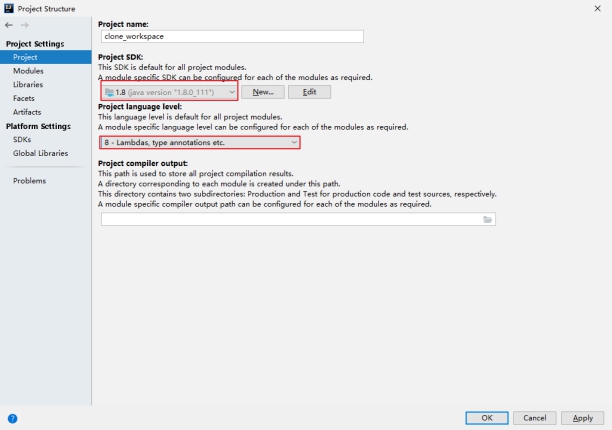 Project Structure
Project Settings
Project
Modules
Libraries
Facets
Artifacts
Platform Settings
SDKs
Global Libraries
Problems
Project name:
clone_workspace
Project SDK:
This SDK is default for all project modules.
A module specific SDK can be configured for each of the modules as required.
1.8 (java version "1.8.0_111") New... Edit
Project language level:
This language level is default for all project modules.
A module specific language level can be configured for each of the modules as required.
8 - Lambdas, type annotations etc.
Project compiler output:
This path is used to store all project compilation results.
A directory corresponding to each module is created under this path.
This directory contains two subdirectories: Production and Test for production code and test sources, respectively.
A module specific compiler output path can be configured for each of the modules as required.
? OK Cancel Apply